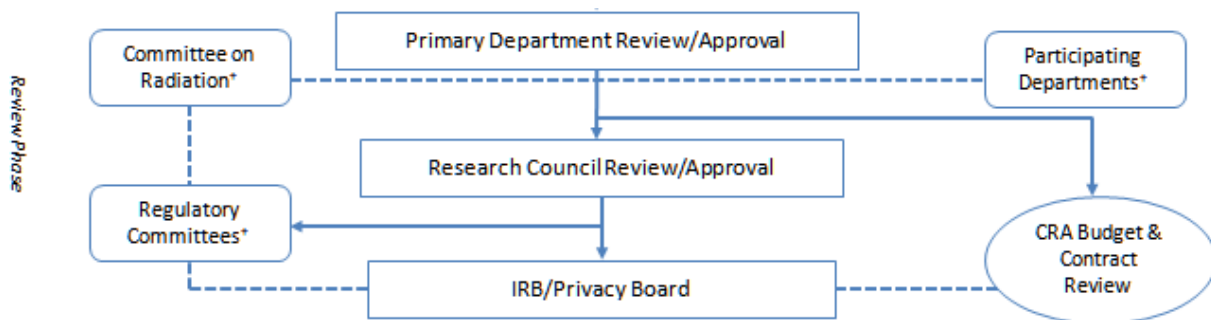 Primary Department Review/Approval
Committee on
Radiation⁺
Participating
Departments⁺
Review Phase
Research Council Review/Approval
Regulatory
Committees⁺
CRA Budget &
Contract
Review
IRB/Privacy Board